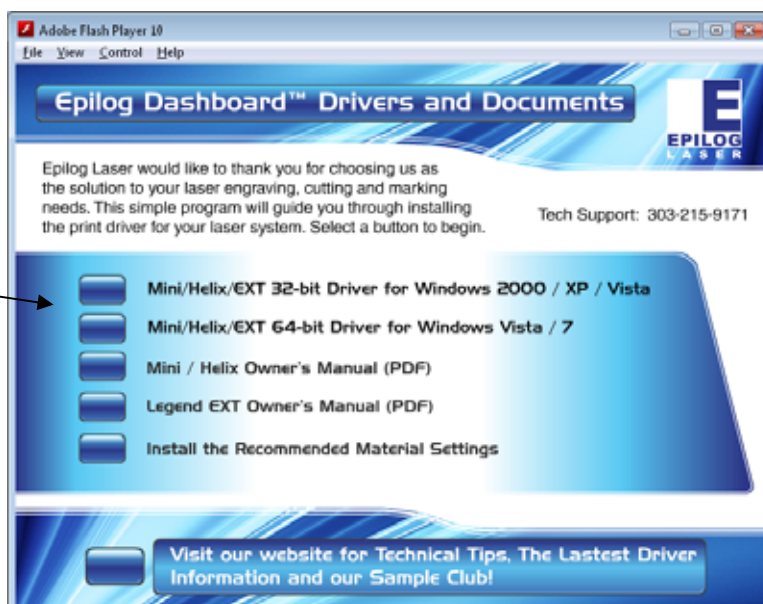 Adobe Flash Player 10
File View Control Help
Epilog Dashboard™ Drivers and Documents
EPILOG
LASER
Epilog Laser would like to thank you for choosing us as
the solution to your laser engraving, cutting and marking
needs. This simple program will guide you through installing
the print driver for your laser system. Select a button to begin.
Tech Support: 303-215-9171
Mini/Helix/EXT 32-bit Driver for Windows 2000 / XP / Vista
Mini/Helix/EXT 64-bit Driver for Windows Vista / 7
Mini / Helix Owner's Manual (PDF)
Legend EXT Owner's Manual (PDF)
Install the Recommended Material Settings
Visit our website for Technical Tips, The Lastest Driver
Information and our Sample Club!